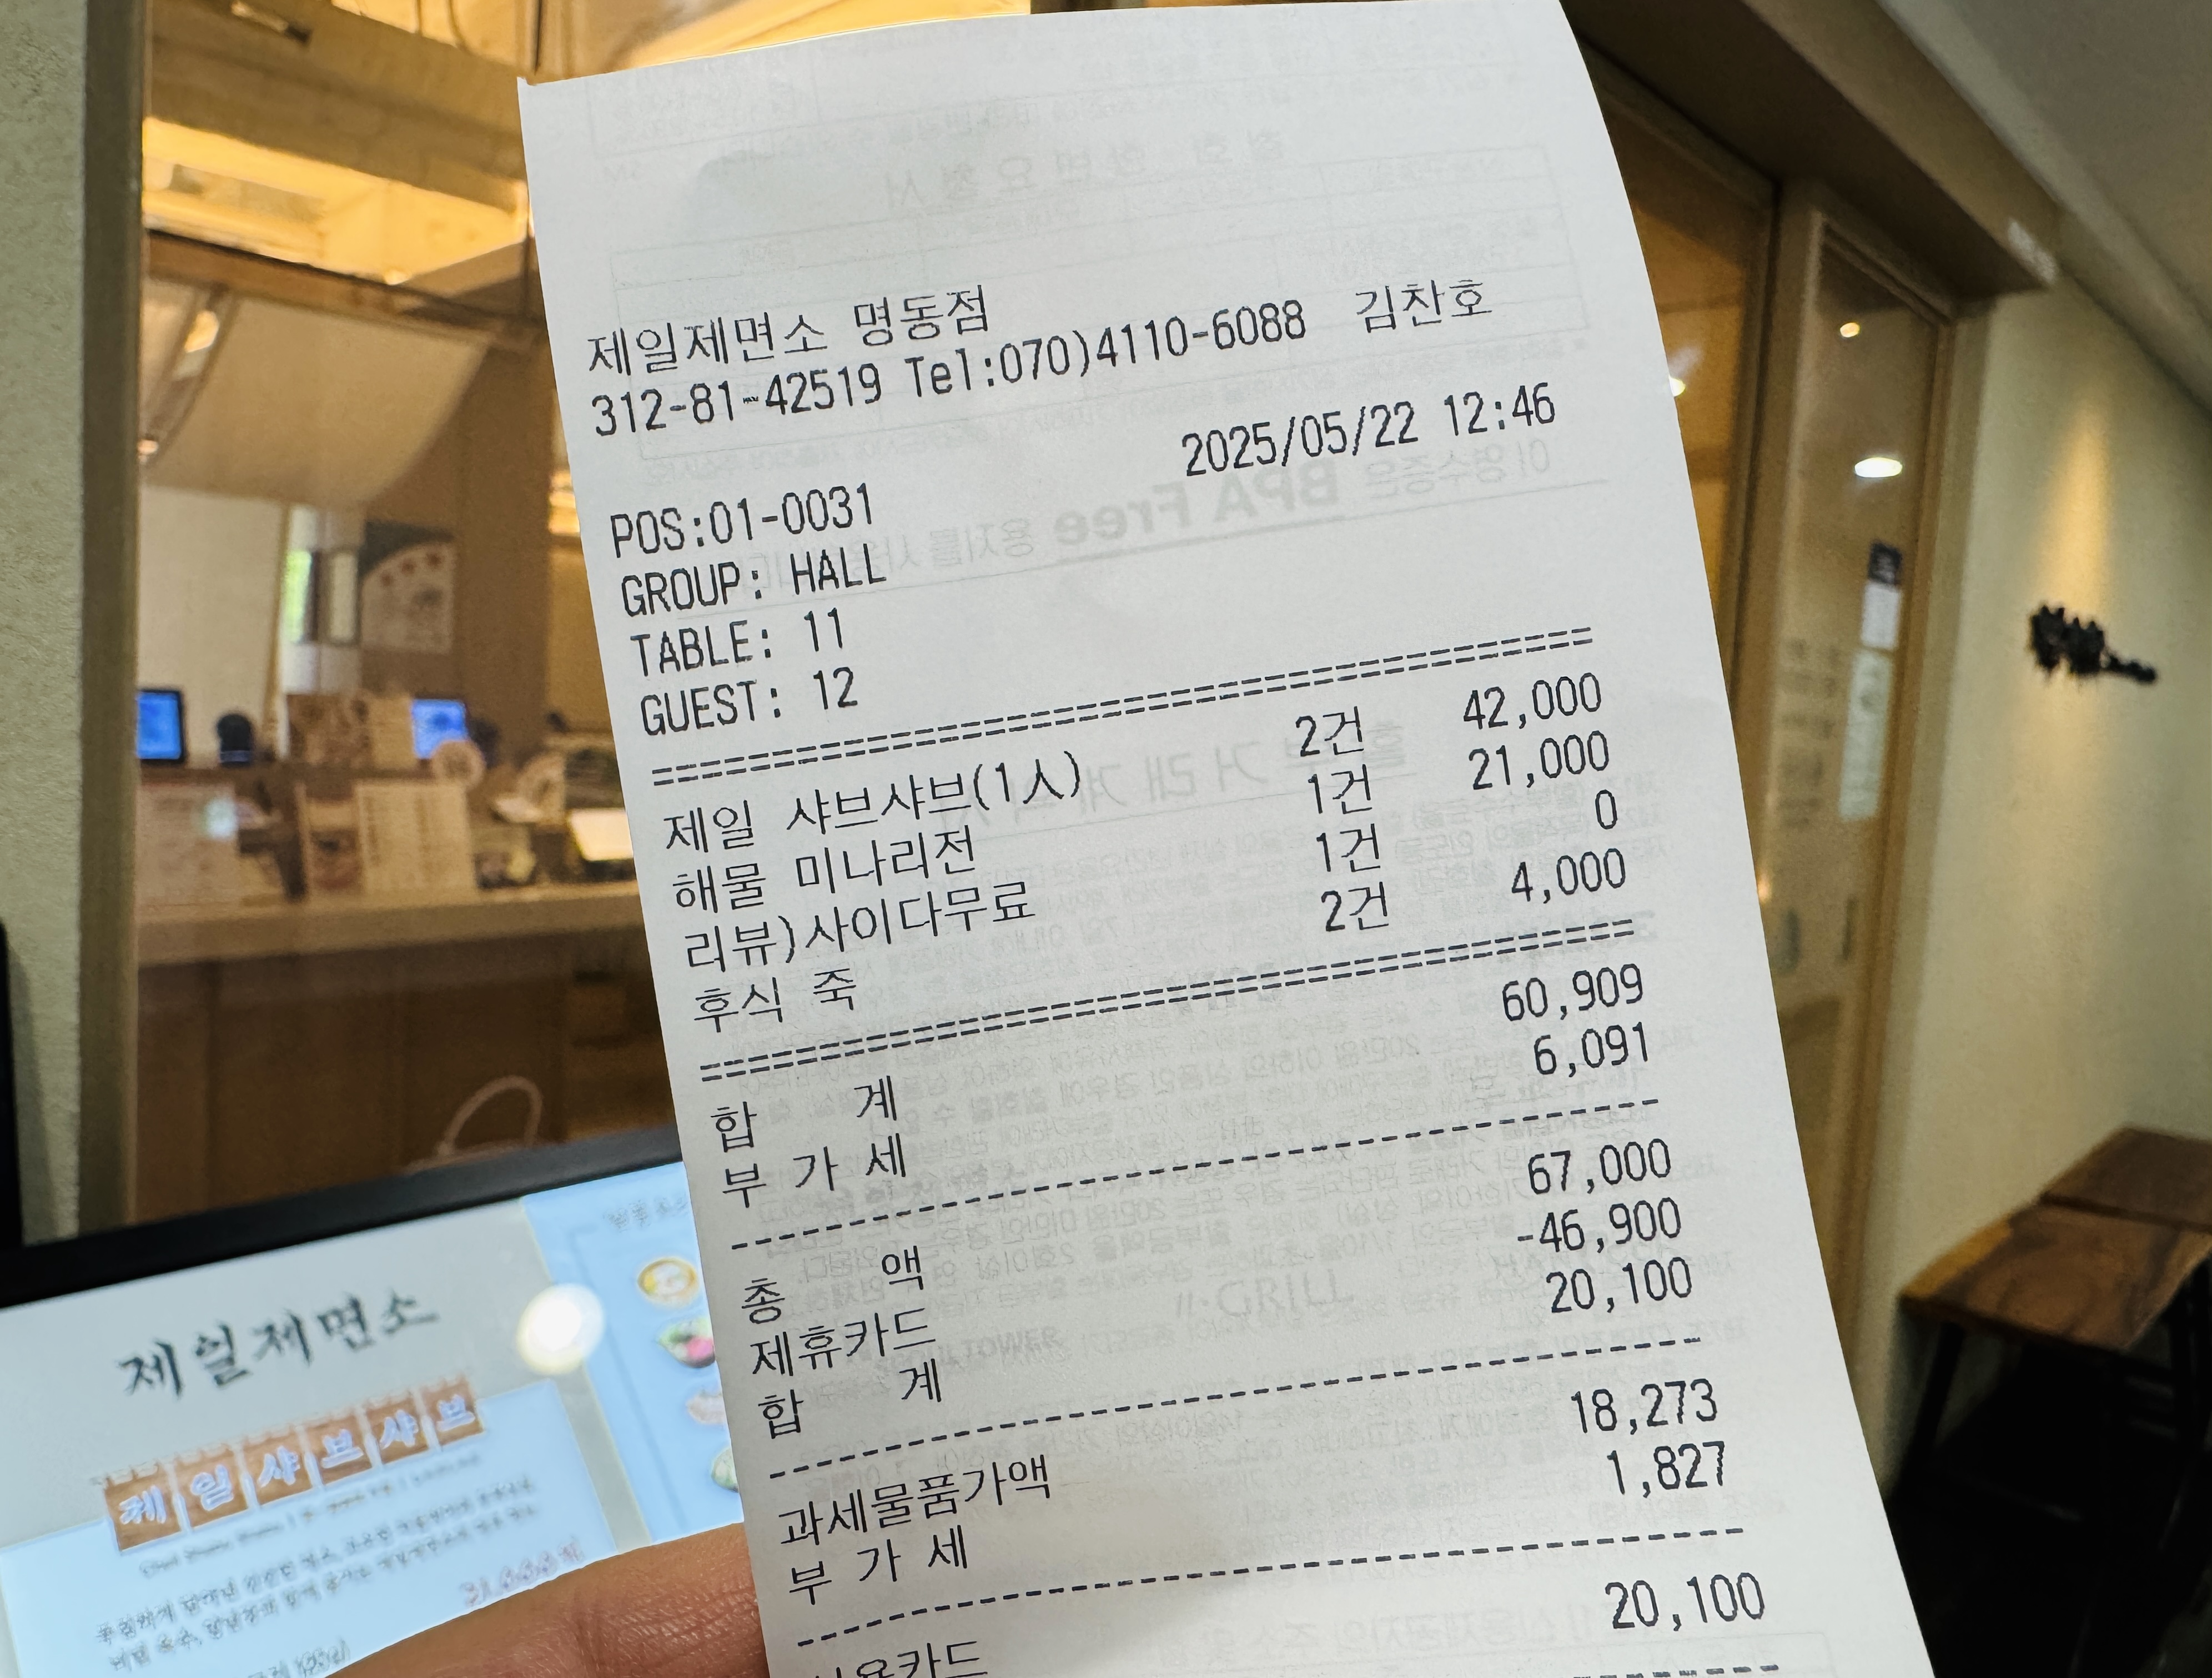 제일제면소 명동점
312-81-42519 Tel:070)4110-6088 김찬호
2025/05/22 12:46
POS:01-0031
GROUP: HALL
TABLE: 11
GUEST: 12
제일 샤브샤브(1人) 2건 42,000
해물 미나리전 1건 21,000
리뷰)사이다무료 1건 0
후식 죽 2건 4,000
합 계 60,909
부 가 세 6,091
총 액 67,000
제휴카드 -46,900
합 계 20,100
과세물품가액 18,273
부 가 세 1,827
신용카드 20,100
제일제면소
제일샤브샤브